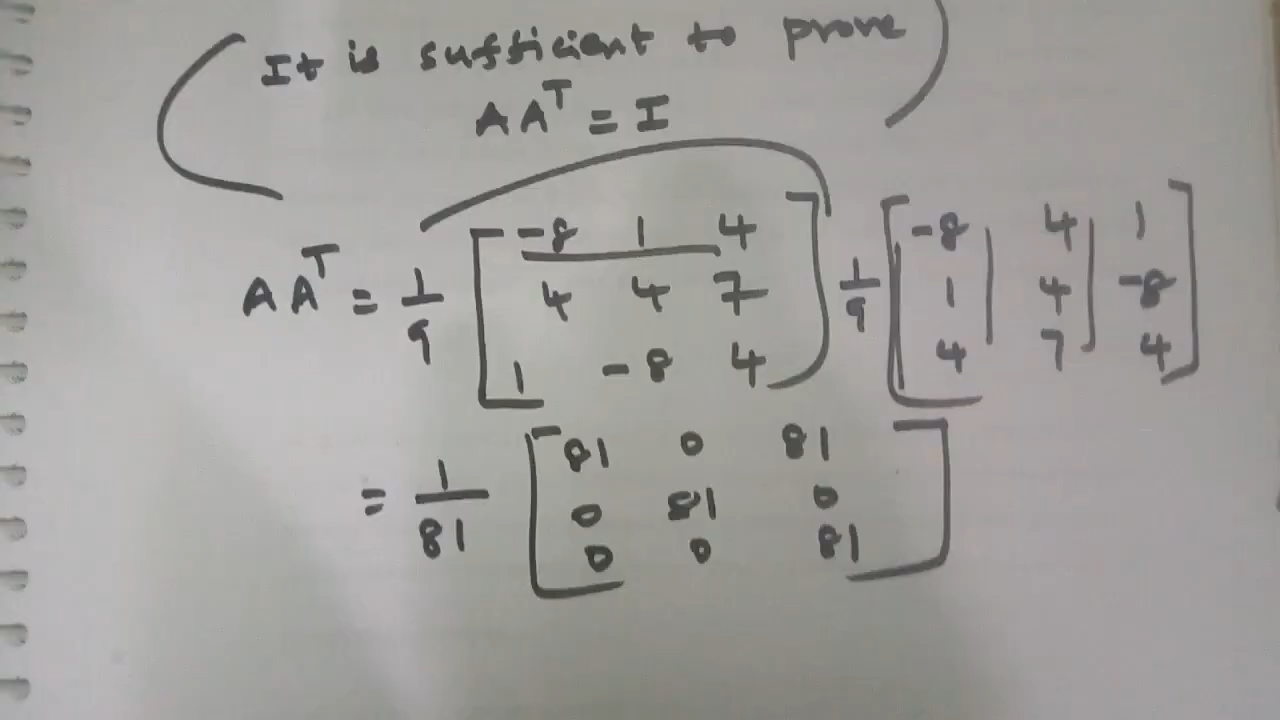 (It is sufficient to prove
AAᵀ = I)
AAᵀ = 1/9 [-8 1 4; 4 4 7; 1 -8 4] 1/9 [-8 4 1; 1 4 -8; 4 7 4]
= 1/81 [81 0 81; 0 81 0; 0 0 81]